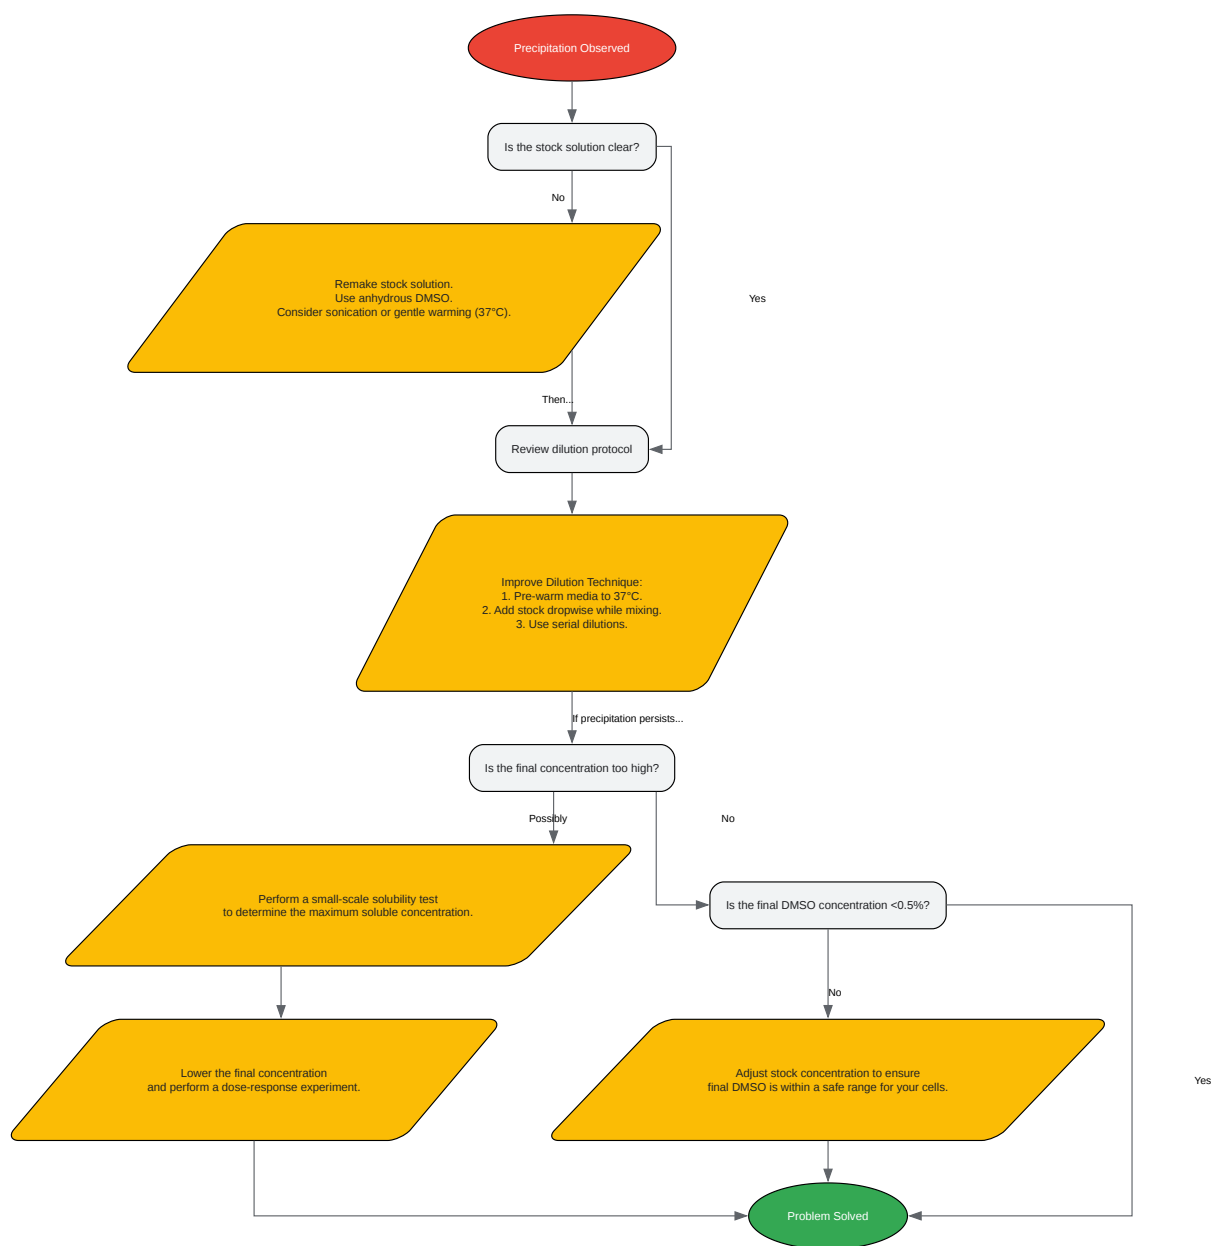 Precipitation Observed
Is the stock solution clear?
No
Remake stock solution.
Use anhydrous DMSO.
Consider sonication or gentle warming (37°C).
Yes
Then...
Review dilution protocol
Improve Dilution Technique:
1. Pre-warm media to 37°C.
2. Add stock dropwise while mixing.
3. Use serial dilutions.
If precipitation persists...
Is the final concentration too high?
Possibly
No
Perform a small-scale solubility test
to determine the maximum soluble concentration.
Is the final DMSO concentration <0.5%?
No
Lower the final concentration
and perform a dose-response experiment.
Adjust stock concentration to ensure
final DMSO is within a safe range for your cells.
Yes
Problem Solved